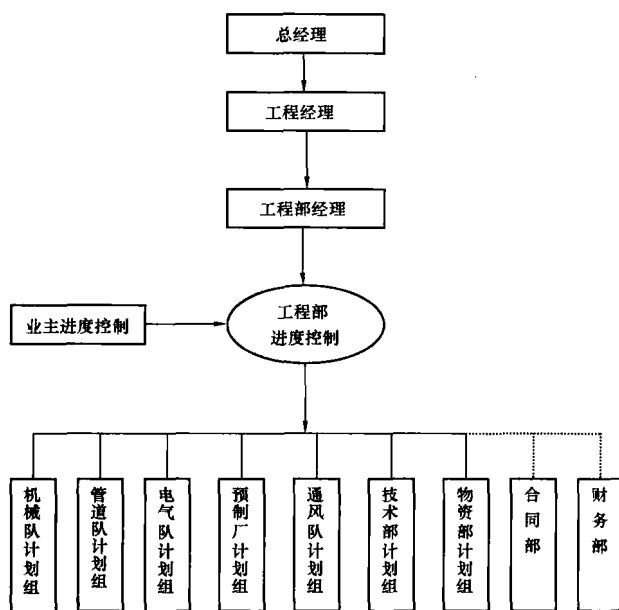 总经理
工程经理
工程部经理
业主进度控制
工程部
进度控制
机械队计划组
管道队计划组
电气队计划组
预制厂计划组
通风队计划组
技术部计划组
物资部计划组
合同部
财务部